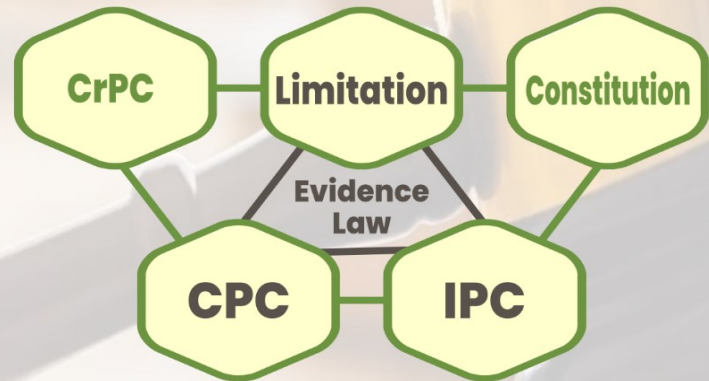 CrPC
Limitation
Constitution
Evidence
Law
CPC
IPC